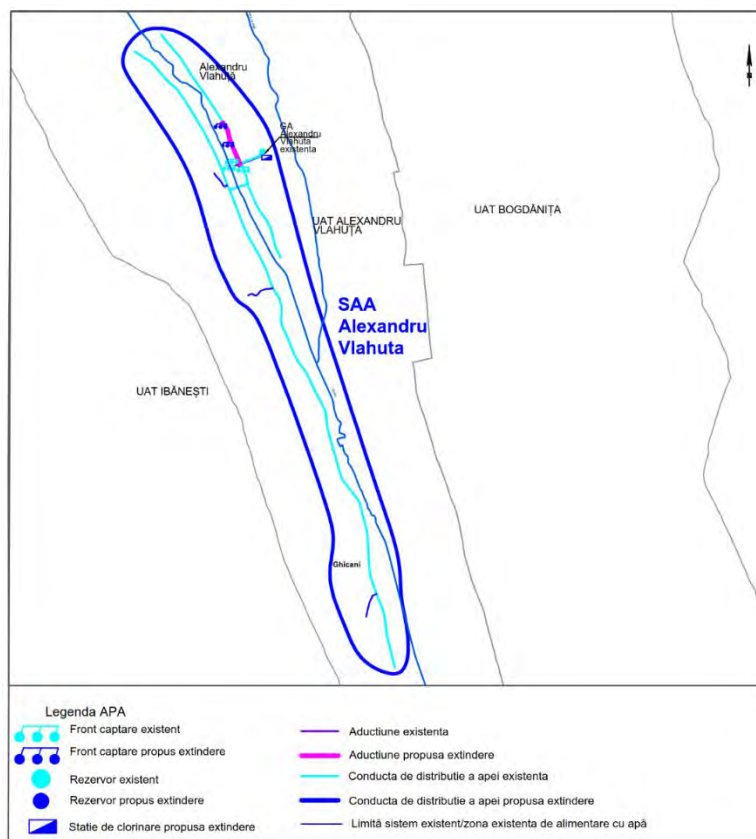 Alexandru
Vlahuță
GA
Alexandru
Vlahuta
existenta
UAT ALEXANDRU
VLAHUȚA
UAT BOGDĂNIȚA
SAA
Alexandru
Vlahuta
UAT IBĂNEȘTI
Ghicani
Legenda APA
Front captare existent
Front captare propus extindere
Rezervor existent
Rezervor propus extindere
Statie de clorinare propusa extindere
Aductiune existenta
Aductiune propusa extindere
Conducta de distributie a apei existenta
Conducta de distributie a apei propusa extindere
Limită sistem existent/zona existenta de alimentare cu apă